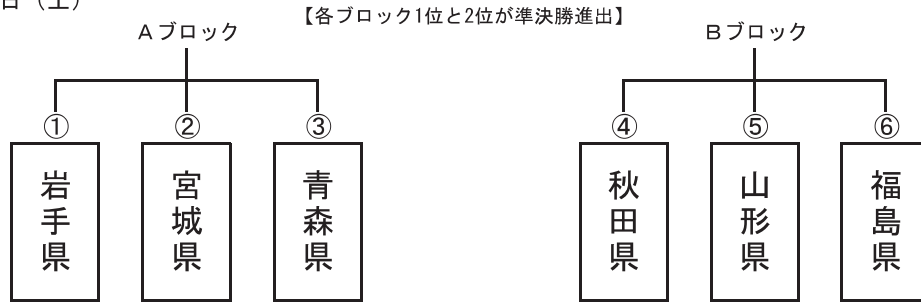 日（土）
【各ブロック1位と2位が準決勝進出】
Aブロック
Bブロック
① ② ③ ④ ⑤ ⑥
岩手県
宮城県
青森県
秋田県
山形県
福島県